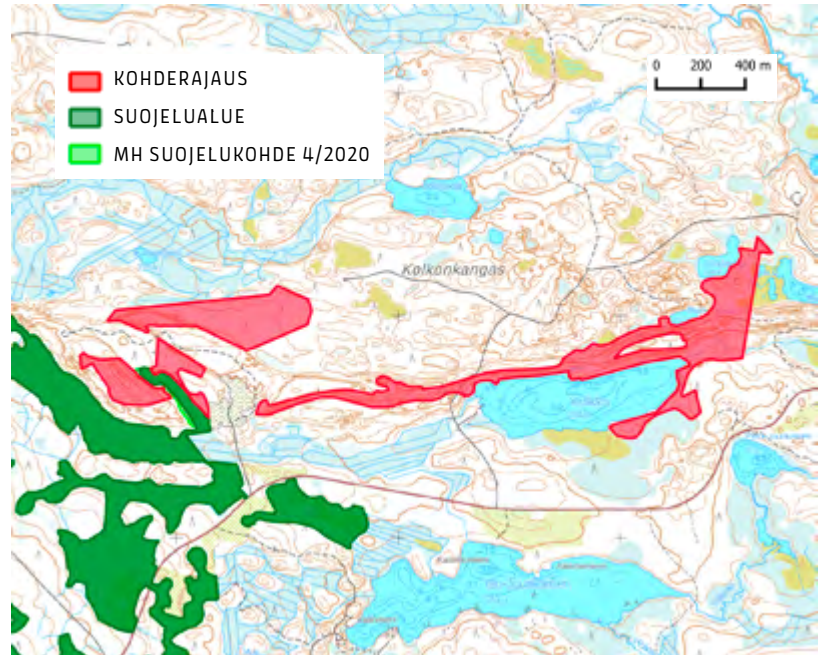 KOHDERAJAUS
SUOJELUALUE
MH SUOJELUKOHDE 4/2020
0 200 400 m
Kolkonkangas